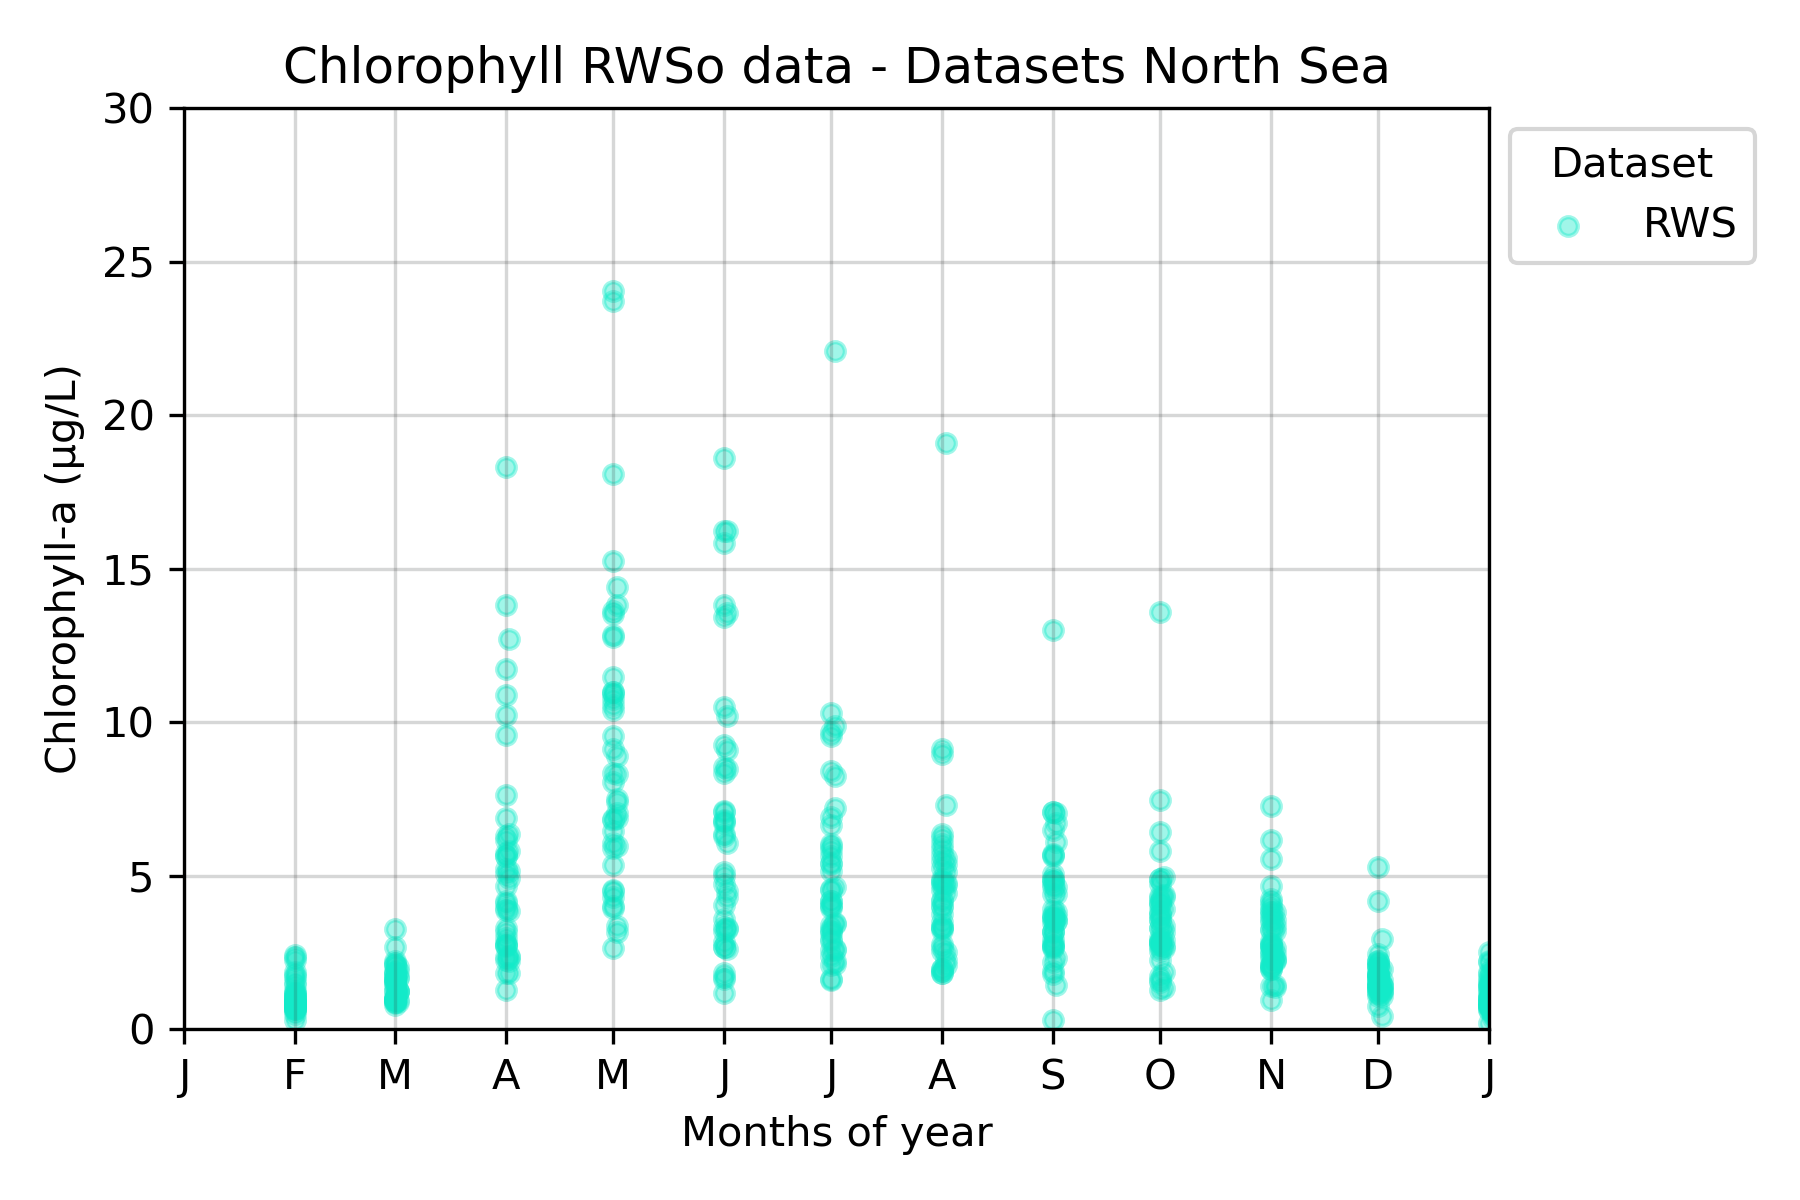 Chlorophyll RWSo data - Datasets North Sea
Chlorophyll-a (µg/L)
30
25
20
15
10
5
0
J F M A M J J A S O N D J
Months of year
Dataset
RWS